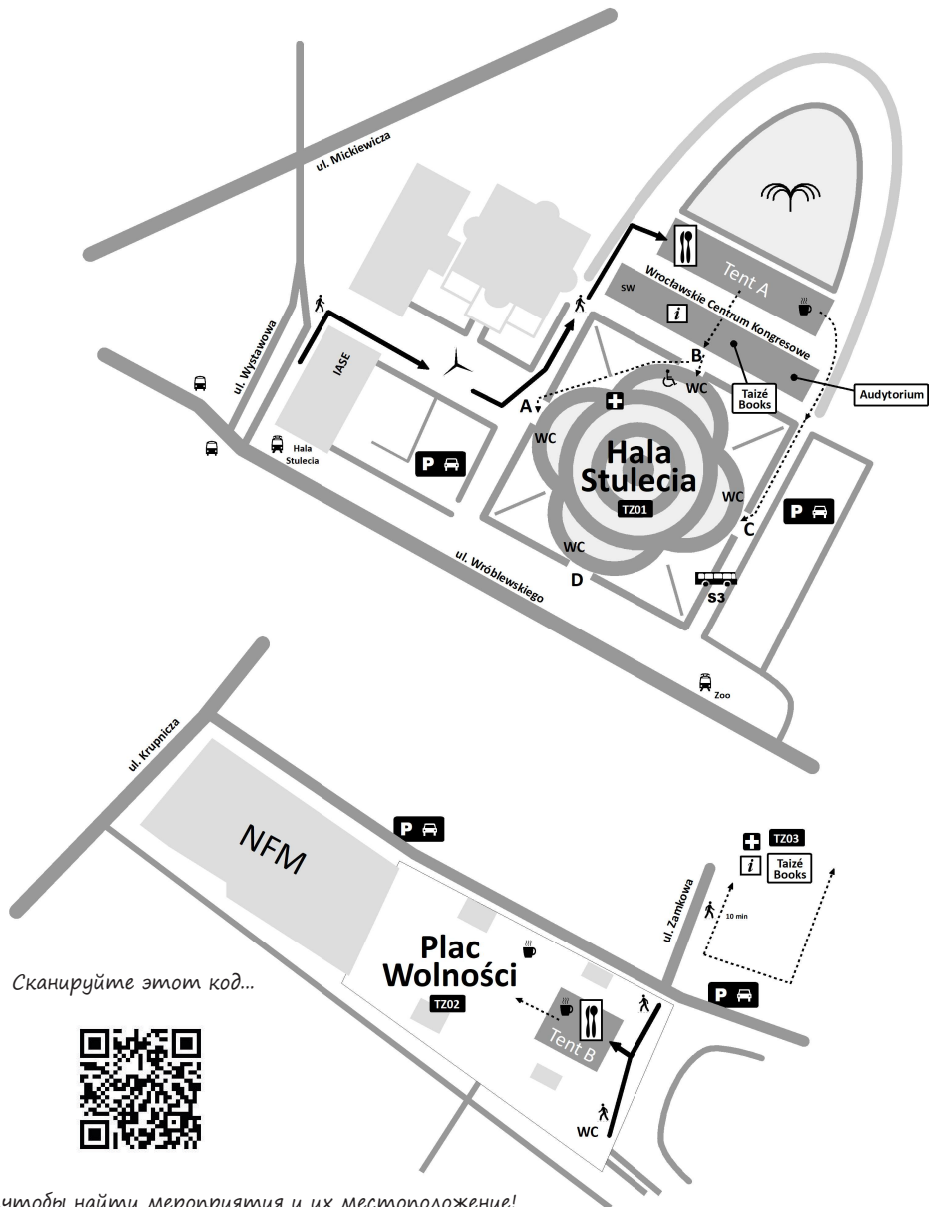 ul. Mickiewicza
Tent A
Wrocławskie Centrum Kongresowe
SW
i
ul. Wystawowa
IASE
B
WC
Taizé
Books
Audytorium
A
WC
Hala
Stulecia
P
Hala
Stulecia
TZ01
WC
P
C
WC
D
ul. Wróblewskiego
S3
Zoo
ul. Krupnicza
P
NFM
TZ03
i
Taizé
Books
ul. Zamkowa
10 min
Plac
Wolności
TZ02
P
Tent B
WC
Сканируйте этот код...
чтобы найти мероприятия и их местоположение!